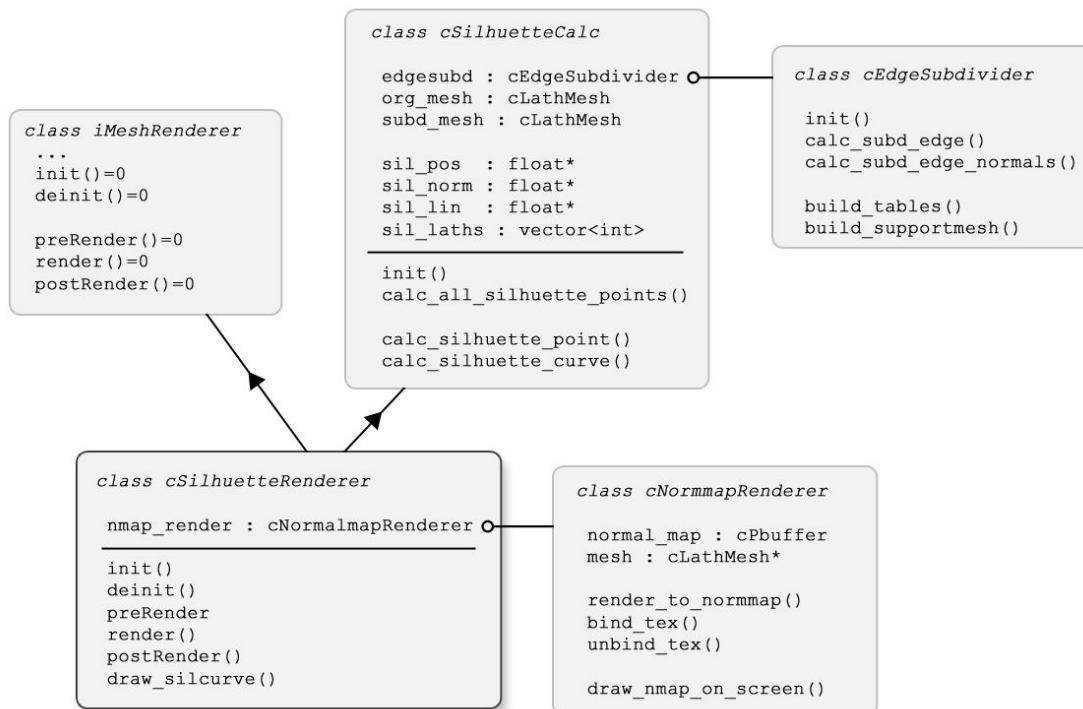 class cSilhuetteCalc
edgesubd : cEdgeSubdivider
org_mesh : cLathMesh
subd_mesh : cLathMesh
sil_pos  : float*
sil_norm : float*
sil_lin  : float*
sil_laths : vector<int>
init()
calc_all_silhuette_points()
calc_silhuette_point()
calc_silhuette_curve()
class cEdgeSubdivider
init()
calc_subd_edge()
calc_subd_edge_normals()
build_tables()
build_supportmesh()
class iMeshRenderer
...
init()=0
deinit()=0
preRender()=0
render()=0
postRender()=0
class cSilhuetteRenderer
nmap_render : cNormalmapRenderer
init()
deinit()
preRender
render()
postRender()
draw_silcurve()
class cNormmapRenderer
normal_map : cPbuffer
mesh : cLathMesh*
render_to_normmap()
bind_tex()
unbind_tex()
draw_nmap_on_screen()